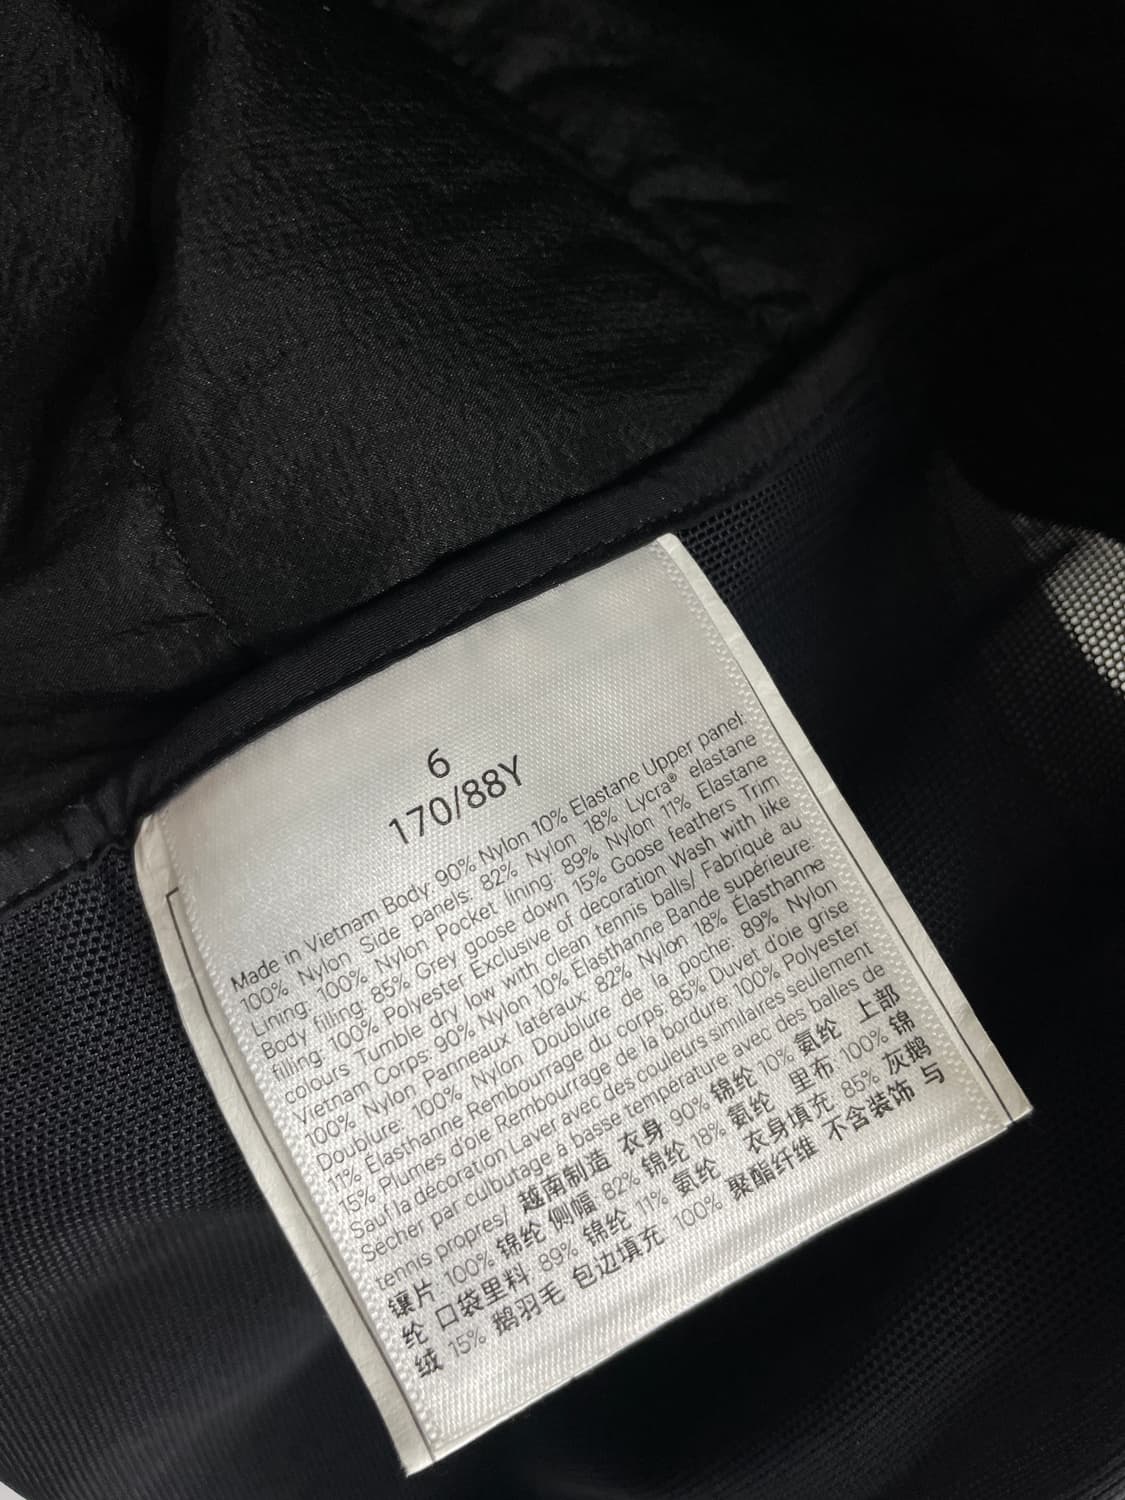 6
170/88Y
Made in Vietnam Body: 90% Nylon 10% Elastane Upper panel:
100% Nylon Side panels: 82% Nylon 18% Lycra® elastane
Lining: 100% Nylon Pocket lining: 89% Nylon 11% Elastane
Body filling: 85% Grey goose down 15% Goose feathers Trim
filling: 100% Polyester Exclusive of decoration Wash with like
colours Tumble dry low with clean tennis balls/ Fabriqué au
Vietnam Corps: 90% Nylon 10% Élasthanne Bande supérieure:
100% Nylon Panneaux latéraux: 82% Nylon 18% Élasthanne
Doublure: 100% Nylon Doublure de la poche: 89% Nylon
11% Élasthanne Rembourrage du corps: 85% Duvet d'oie grise
15% Plumes d'oie Rembourrage de la bordure: 100% Polyester
Sauf la décoration Laver avec des couleurs similaires seulement
Sécher par culbutage à basse température avec des balles de
tennis propres/ 越南制造 衣身 90% 锦纶 10% 氨纶 上部
镶片 100% 锦纶 侧幅 82% 锦纶 18% 氨纶 里布 100% 锦
纶 口袋里料 89% 锦纶 11% 氨纶 衣身填充 85% 灰鹅
绒 15% 鹅羽毛 包边填充 100% 聚酯纤维 不含装饰 与